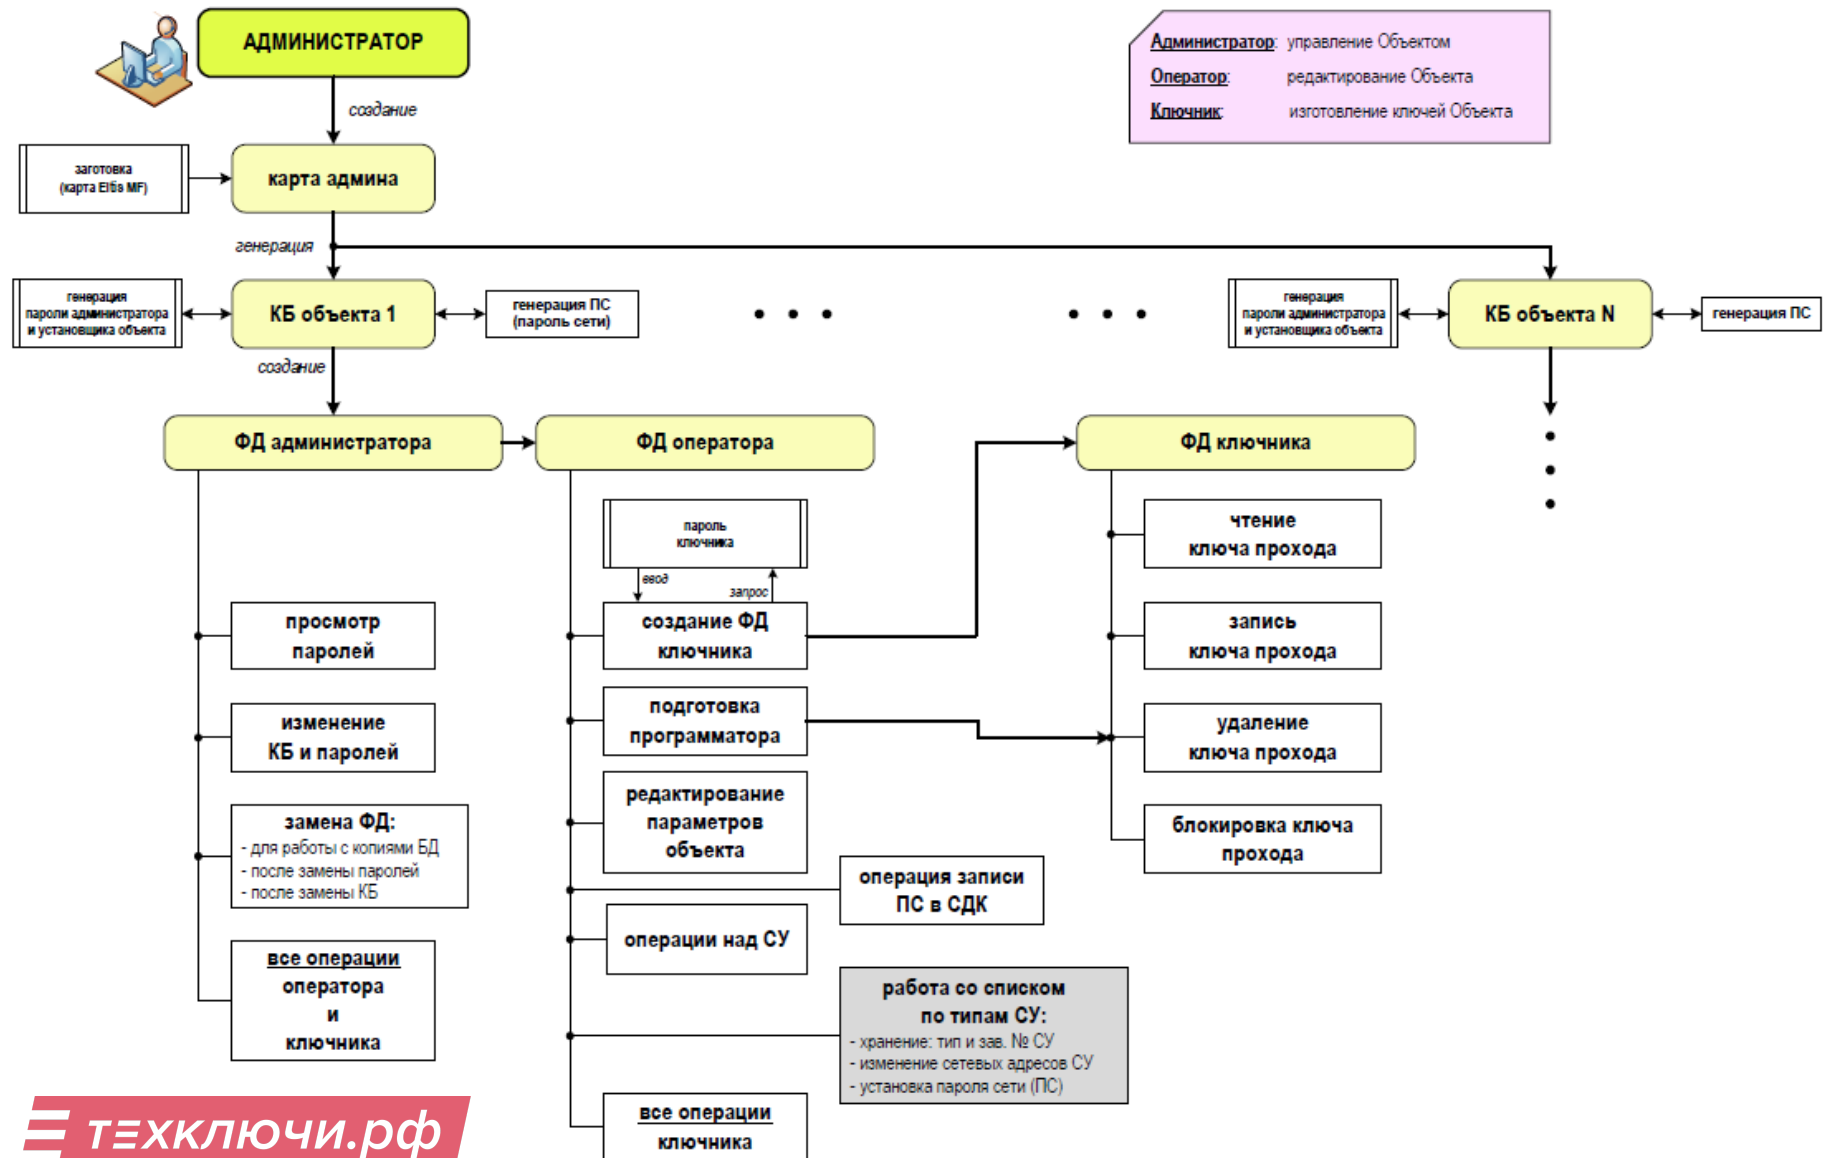 АДМИНИСТРАТОР
Администратор: управление Объектом
Оператор: редактирование Объекта
Ключник: изготовление ключей Объекта
создание
заготовка
(карта Eltis MF)
карта админа
генерация
генерация
пароли администратора
и установщика объекта
КБ объекта 1
генерация ПС
(пароль сети)
генерация
пароли администратора
и установщика объекта
КБ объекта N
генерация ПС
создание
ФД администратора
ФД оператора
ФД ключника
просмотр
паролей
изменение
КБ и паролей
замена ФД:
- для работы с копиями БД
- после замены паролей
- после замены КБ
все операции
оператора
и
ключника
пароль
ключника
ввод
запрос
создание ФД
ключника
подготовка
программатора
редактирование
параметров
объекта
операция записи
ПС в СДК
операции над СУ
работа со списком
по типам СУ:
- хранение: тип и зав. № СУ
- изменение сетевых адресов СУ
- установка пароля сети (ПС)
все операции
ключника
чтение
ключа прохода
запись
ключа прохода
удаление
ключа прохода
блокировка ключа
прохода
ТЕХКЛЮЧИ.РФ